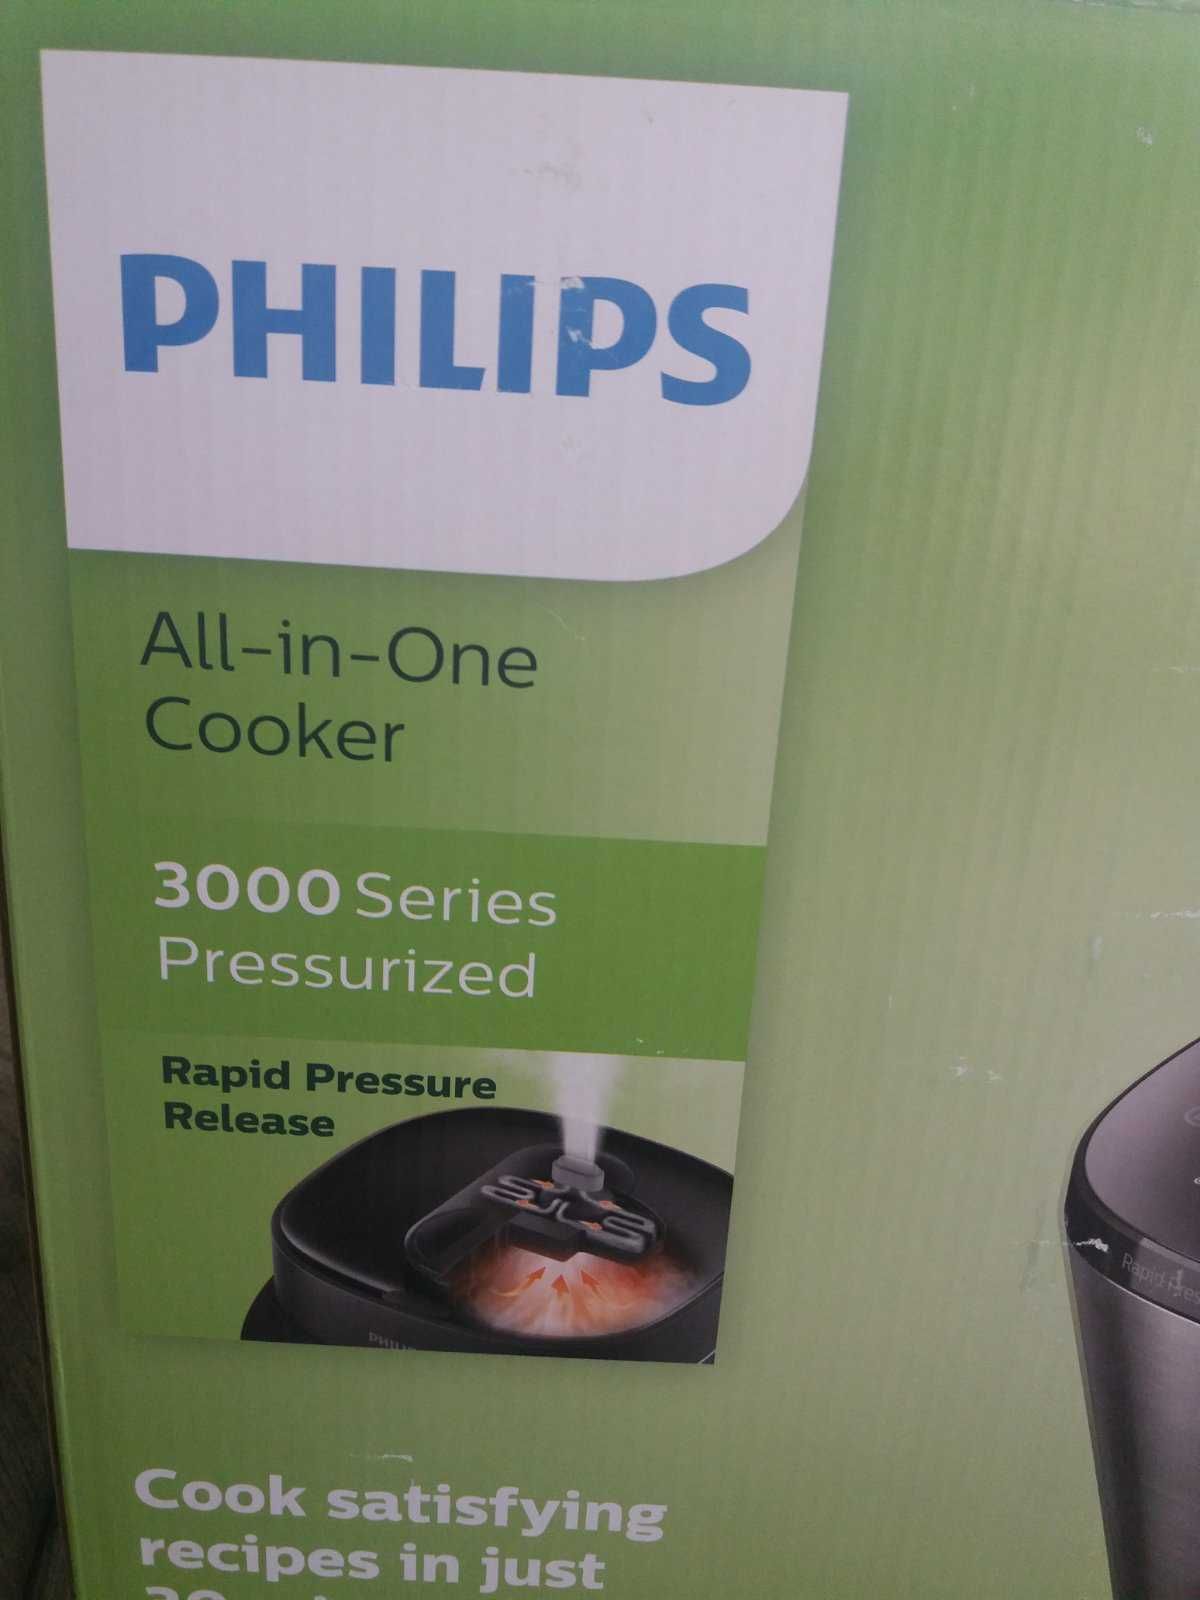 PHILIPS
All-in-One
Cooker
3000 Series
Pressurized
Rapid Pressure
Release
Cook satisfying
recipes in just